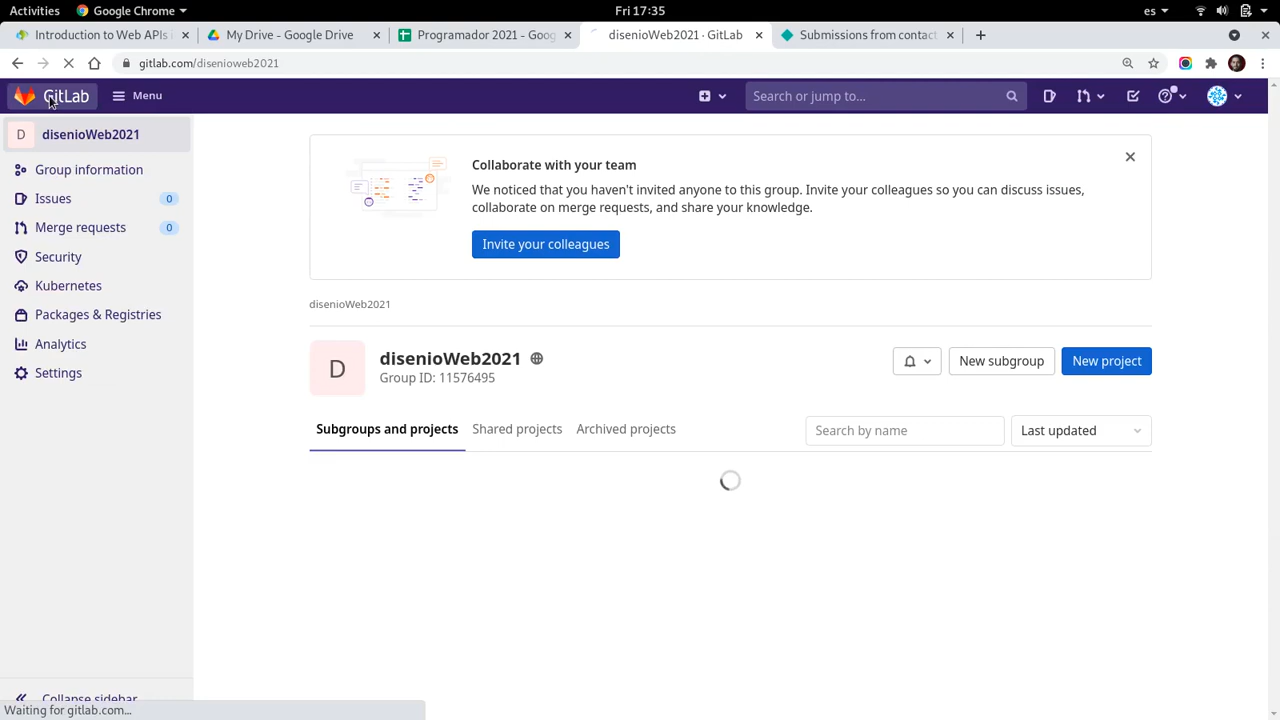 Activities
Google Chrome
Fri 17:35
es
Introduction to Web APIs i
My Drive - Google Drive
Programador 2021 - Goog
disenioWeb2021 · GitLab
Submissions from contact
gitlab.com/disenioweb2021
GitLab
Menu
Search or jump to...
D
disenioWeb2021
Group information
Issues
0
Merge requests
0
Security
Kubernetes
Packages & Registries
Analytics
Settings
Collapse sidebar
Collaborate with your team
We noticed that you haven't invited anyone to this group. Invite your colleagues so you can discuss issues,
collaborate on merge requests, and share your knowledge.
Invite your colleagues
disenioWeb2021
D
disenioWeb2021
Group ID: 11576495
New subgroup
New project
Subgroups and projects
Shared projects
Archived projects
Search by name
Last updated
Waiting for gitlab.com...